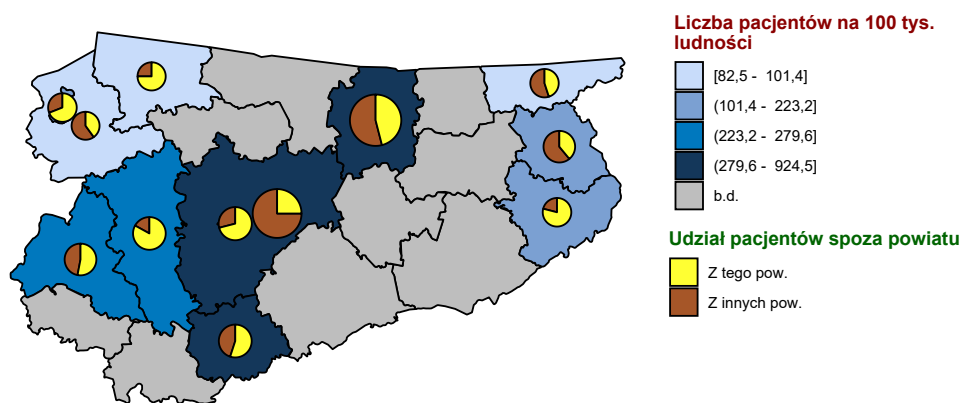 Liczba pacjentów na 100 tys.
ludności
[82,5 - 101,4]
(101,4 - 223,2]
(223,2 - 279,6]
(279,6 - 924,5]
b.d.
Udział pacjentów spoza powiatu
Z tego pow.
Z innych pow.